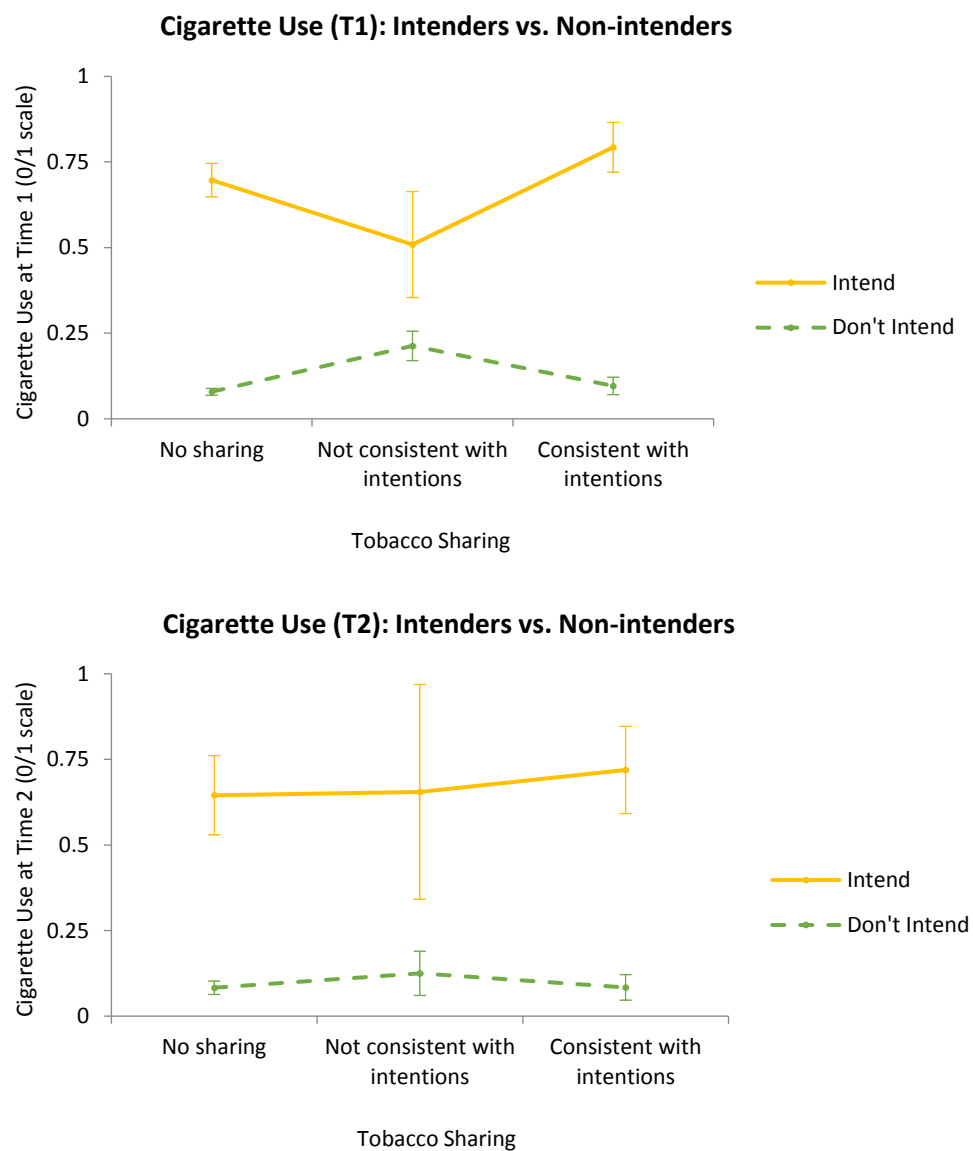 Cigarette Use (T1): Intenders vs. Non-intenders
Cigarette Use at Time 1 (0/1 scale)
1
0.75
0.5
0.25
0
No sharing
Not consistent with
intentions
Consistent with
intentions
Tobacco Sharing
Intend
Don't Intend
Cigarette Use (T2): Intenders vs. Non-intenders
Cigarette Use at Time 2 (0/1 scale)
1
0.75
0.5
0.25
0
No sharing
Not consistent with
intentions
Consistent with
intentions
Tobacco Sharing
Intend
Don't Intend